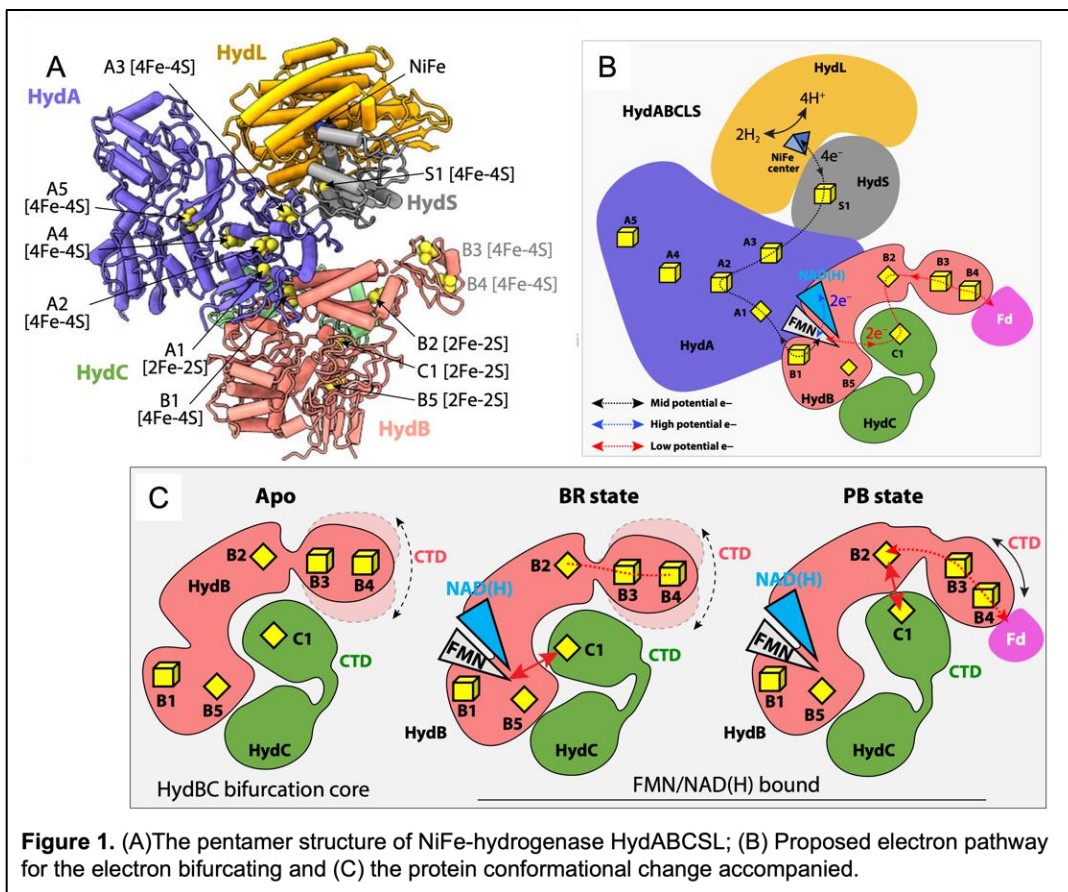 A
A3 [4Fe-4S]
HydL
NiFe
HydA
S1 [4Fe-4S]
HydS
A5
[4Fe-4S]
A4
[4Fe-4S]
B3 [4Fe-4S]
B4 [4Fe-4S]
A2
[4Fe-4S]
A1
[2Fe-2S]
B2 [2Fe-2S]
HydC
C1 [2Fe-2S]
B1
[4Fe-4S]
B5 [2Fe-2S]
HydB
B
HydL
HydABCLS
4H⁺
2H₂
NiFe
center
4e⁻
HydS
S1
A5
A4
A3
A2
B2
B3
B4
NAD(H)
2e⁻
A1
FMN
Fd
HydA
2e⁻
C1
B1
B5
HydB
HydC
Mid potential e−
High potential e−
Low potential e−
C
Apo
BR state
PB state
B2
HydB
B3
B4
CTD
C1
CTD
B1
B5
HydC
HydBC bifurcation core
B2
NAD(H)
B3
B4
CTD
FMN
C1
CTD
B1
B5
HydB
HydC
B2
CTD
NAD(H)
B3
B4
Fd
FMN
C1
CTD
B1
B5
HydB
HydC
FMN/NAD(H) bound
Figure 1. (A)The pentamer structure of NiFe-hydrogenase HydABCSL; (B) Proposed electron pathway
for the electron bifurcating and (C) the protein conformational change accompanied.